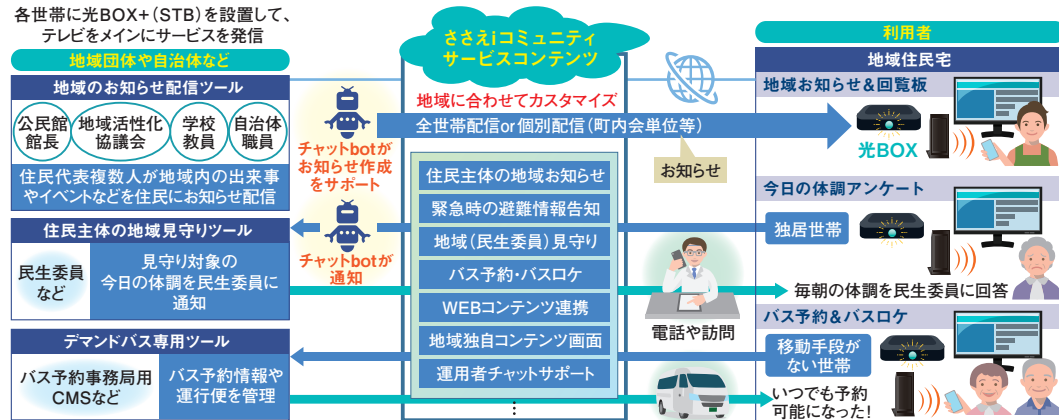 各世帯に光BOX+(STB)を設置して、
テレビをメインにサービスを発信
地域団体や自治体など
地域のお知らせ配信ツール
公民館
館長
地域活性化
協議会
学校
教員
自治体
職員
住民代表複数人が地域内の出来事
やイベントなどを住民にお知らせ配信
住民主体の地域見守りツール
民生委員
など
見守り対象の
今日の体調を民生委員に
通知
デマンドバス専用ツール
バス予約事務局用
CMSなど
バス予約情報や
運行便を管理
チャットbotが
お知らせ作成
をサポート
チャットbotが
通知
ささえiコミュニティ
サービスコンテンツ
地域に合わせてカスタマイズ
全世帯配信or個別配信(町内会単位等)
お知らせ
住民主体の地域お知らせ
緊急時の避難情報告知
地域(民生委員)見守り
バス予約・バスロケ
WEBコンテンツ連携
地域独自コンテンツ画面
運用者チャットサポート
⋮
電話や訪問
利用者
地域住民宅
地域お知らせ&回覧板
光BOX
今日の体調アンケート
独居世帯
毎朝の体調を民生委員に回答
バス予約&バスロケ
移動手段が
ない世帯
いつでも予約
可能になった!